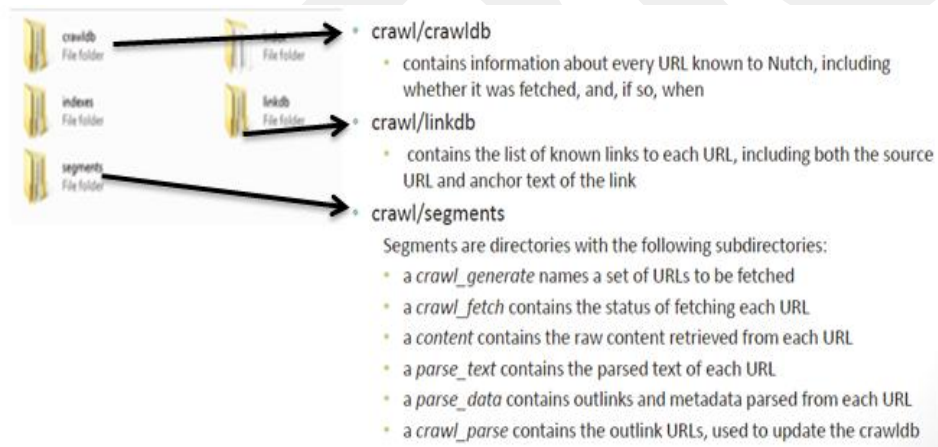 crawldb
File folder
File folder
indexes
File folder
linkdb
File folder
segments
File folder
• crawl/crawldb
• contains information about every URL known to Nutch, including
whether it was fetched, and, if so, when
• crawl/linkdb
• contains the list of known links to each URL, including both the source
URL and anchor text of the link
• crawl/segments
Segments are directories with the following subdirectories:
• a crawl_generate names a set of URLs to be fetched
• a crawl_fetch contains the status of fetching each URL
• a content contains the raw content retrieved from each URL
• a parse_text contains the parsed text of each URL
• a parse_data contains outlinks and metadata parsed from each URL
• a crawl_parse contains the outlink URLs, used to update the crawldb